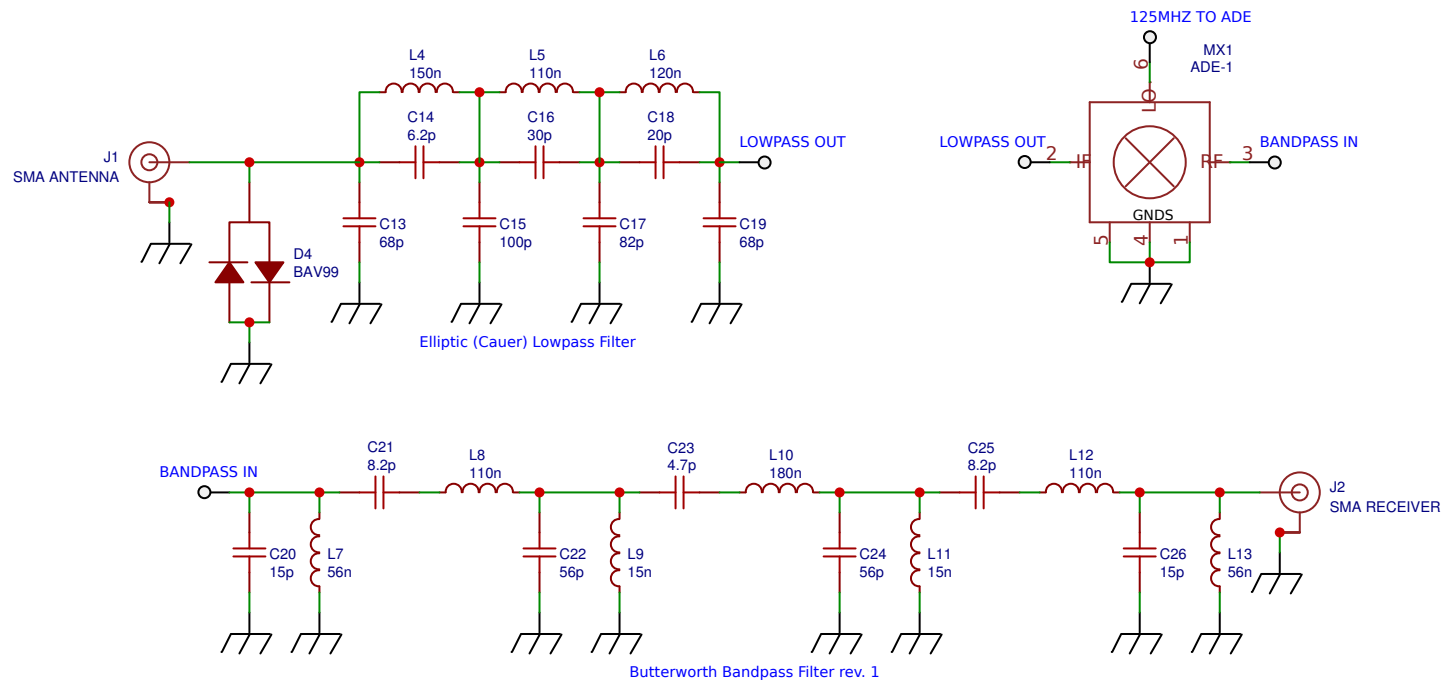 125MHZ TO ADE
MX1
ADE-1
6
LO
L4
150n
L5
110n
L6
120n
C14
6.2p
C16
30p
C18
20p
J1
SMA ANTENNA
LOWPASS OUT
LOWPASS OUT
2
IF
RF
3
BANDPASS IN
GNDS
5
4
1
C13
68p
C15
100p
C17
82p
C19
68p
D4
BAV99
Elliptic (Cauer) Lowpass Filter
BANDPASS IN
C21
8.2p
L8
110n
C23
4.7p
L10
180n
C25
8.2p
L12
110n
J2
SMA RECEIVER
C20
15p
L7
56n
C22
56p
L9
15n
C24
56p
L11
15n
C26
15p
L13
56n
Butterworth Bandpass Filter rev. 1